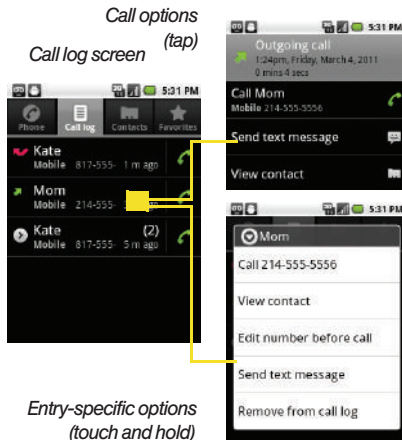 Call options
(tap)
Call log screen
5:31 PM
Phone
Call log
Contacts
Favorites
Kate
Mobile 817-555- 1 m ago
Mom
Mobile 214-555- ago
Kate (2)
Mobile 817-555- 5 m ago
Entry-specific options
(touch and hold)
5:31 PM
Outgoing call
1:24pm, Friday, March 4, 2011
0 mins 4 secs
Call Mom
Mobile 214-555-5556
Send text message
View contact
5:31 PM
Mom
Call 214-555-5556
View contact
Edit number before call
Send text message
Remove from call log